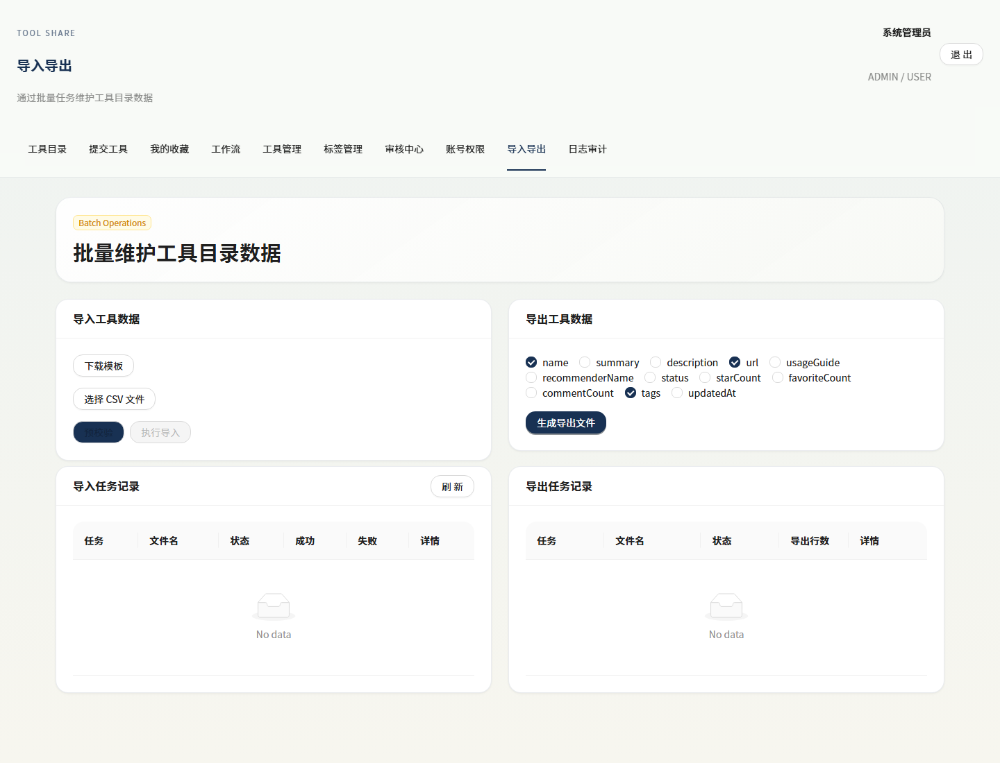 TOOL SHARE
导入导出
通过批量任务维护工具目录数据
系统管理员
ADMIN / USER
退 出
工具目录 提交工具 我的收藏 工作流 工具管理 标签管理 审核中心 账号权限 导入导出 日志审计
Batch Operations
批量维护工具目录数据
导入工具数据
下载模板
选择 CSV 文件
预校验 执行导入
导出工具数据
name summary description url usageGuide
recommenderName status starCount favoriteCount
commentCount tags updatedAt
生成导出文件
导入任务记录
刷 新
任务 文件名 状态 成功 失败 详情
No data
导出任务记录
任务 文件名 状态 导出行数 详情
No data